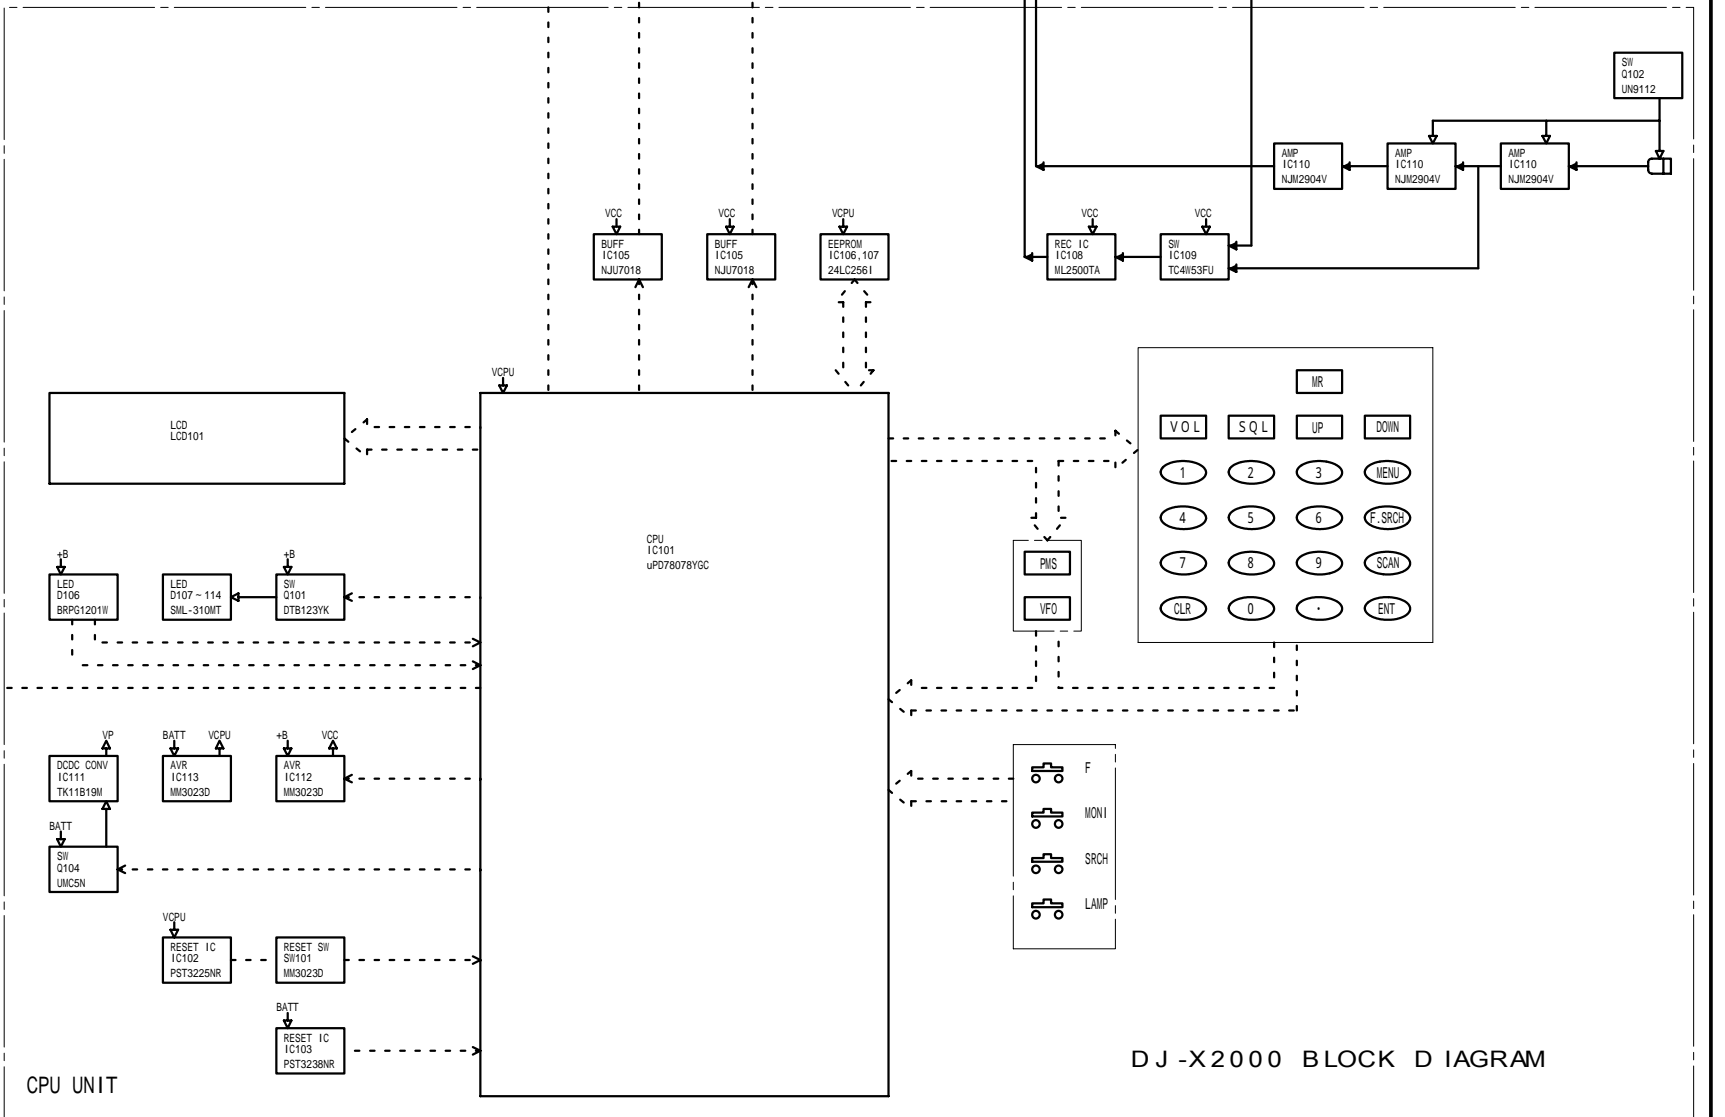 SW
Q102
UN9112
AMP
IC110
NJM2904V
AMP
IC110
NJM2904V
AMP
IC110
NJM2904V
VCC
BUFF
IC105
NJU7018
VCC
BUFF
IC105
NJU7018
VCPU
EEPROM
IC106,107
24LC256I
VCC
REC IC
IC108
ML2500TA
VCC
SW
IC109
TC4W53FU
VCPU
LCD
LCD101
CPU
IC101
uPD78078YGC
MR
VOL SQL UP DOWN
1 2 3 MENU
4 5 6 F.SRCH
7 8 9 SCAN
CLR 0 · ENT
PMS
VFO
+B
LED
D106
BRPG1201W
LED
D107~114
SML-310MT
+B
SW
Q101
DTB123YK
VP
DCDC CONV
IC111
TK11B19M
BATT VCPU
AVR
IC113
MM3023D
+B VCC
AVR
IC112
MM3023D
BATT
SW
Q104
UMC5N
F
MONI
SRCH
LAMP
VCPU
RESET IC
IC102
PST3225NR
RESET SW
SW101
MM3023D
BATT
RESET IC
IC103
PST3238NR
CPU UNIT
DJ-X2000 BLOCK DIAGRAM